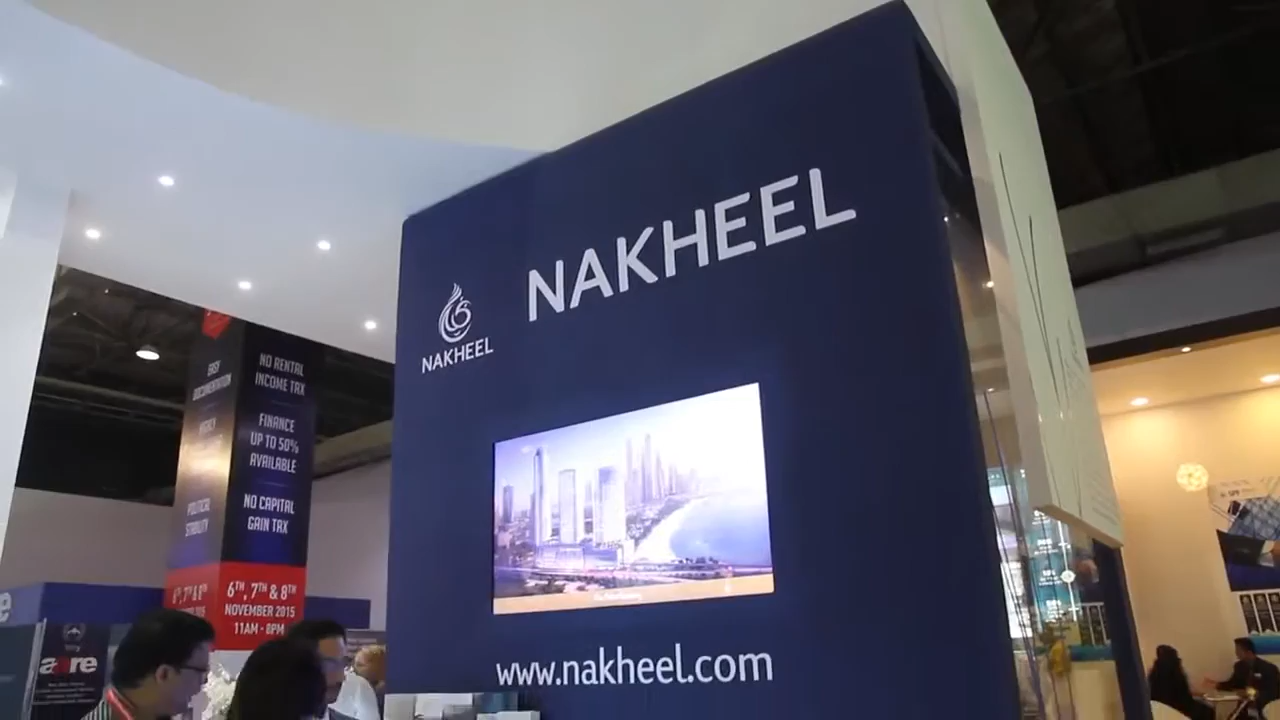 NAKHEEL
NAKHEEL
www.nakheel.com
EASY
DOCUMENTATION
POLITICAL
STABILITY
NO RENTAL
INCOME TAX
FINANCE
UP TO 50%
AVAILABLE
NO CAPITAL
GAIN TAX
6TH, 7TH & 8TH
NOVEMBER 2015
11AM - 8PM